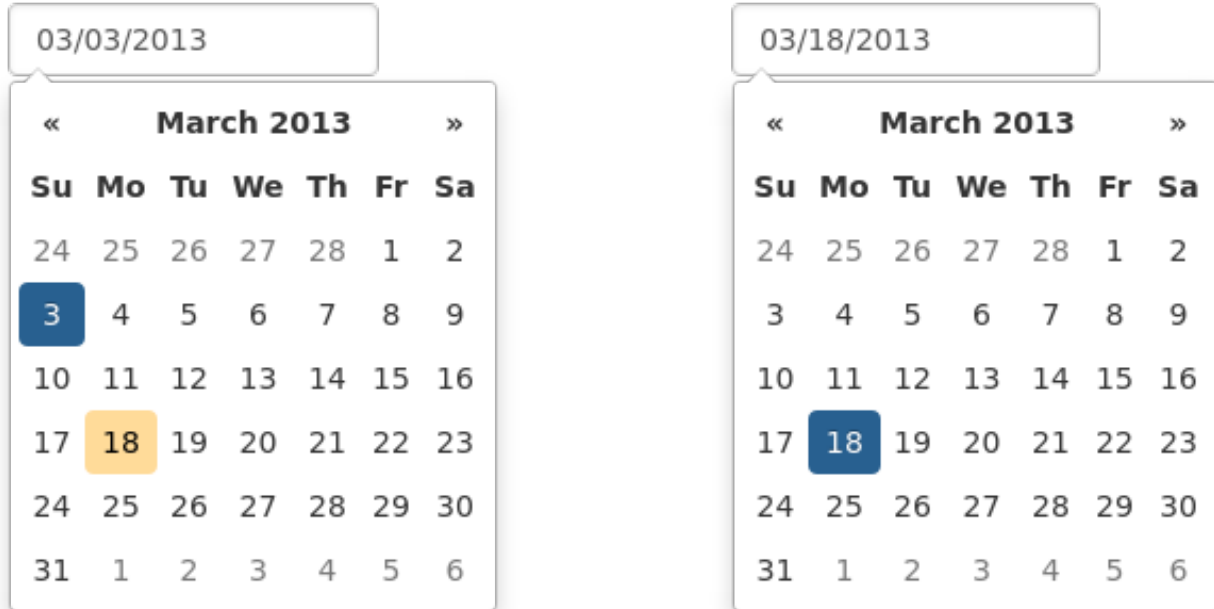 03/03/2013
« March 2013 »
Su Mo Tu We Th Fr Sa
24 25 26 27 28 1 2
3 4 5 6 7 8 9
10 11 12 13 14 15 16
17 18 19 20 21 22 23
24 25 26 27 28 29 30
31 1 2 3 4 5 6
03/18/2013
« March 2013 »
Su Mo Tu We Th Fr Sa
24 25 26 27 28 1 2
3 4 5 6 7 8 9
10 11 12 13 14 15 16
17 18 19 20 21 22 23
24 25 26 27 28 29 30
31 1 2 3 4 5 6